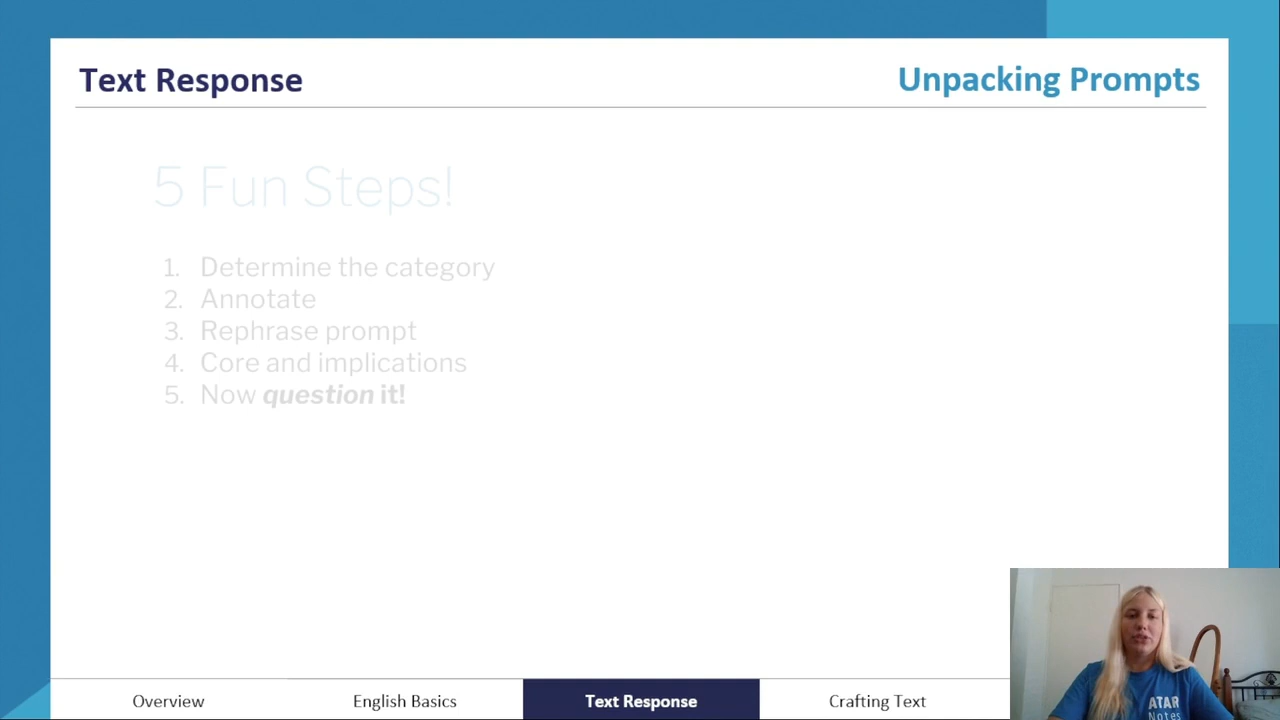 Text Response
Unpacking Prompts
5 Fun Steps!
1. Determine the category
2. Annotate
3. Rephrase prompt
4. Core and implications
5. Now question it!
Overview
English Basics
Text Response
Crafting Text
ATAR
Notes